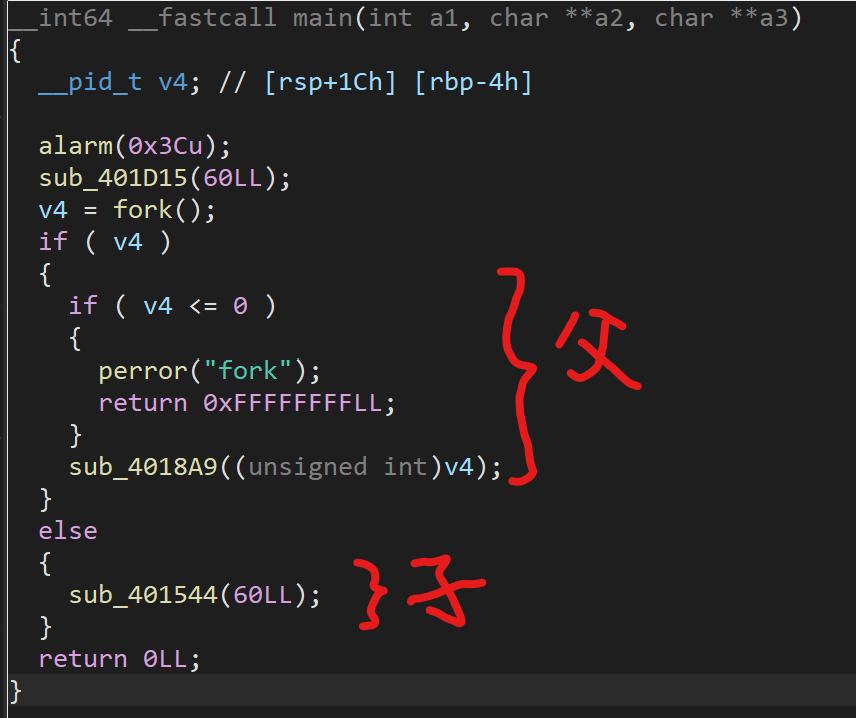 __int64 __fastcall main(int a1, char **a2, char **a3)
{
  __pid_t v4; // [rsp+1Ch] [rbp-4h]

  alarm(0x3Cu);
  sub_401D15(60LL);
  v4 = fork();
  if ( v4 )
  {
    if ( v4 <= 0 )
    {
      perror("fork");
      return 0xFFFFFFFFLL;
    }
    sub_4018A9((unsigned int)v4);
  }
父
  else
  {
    sub_401544(60LL);
  }
子
  return 0LL;
}